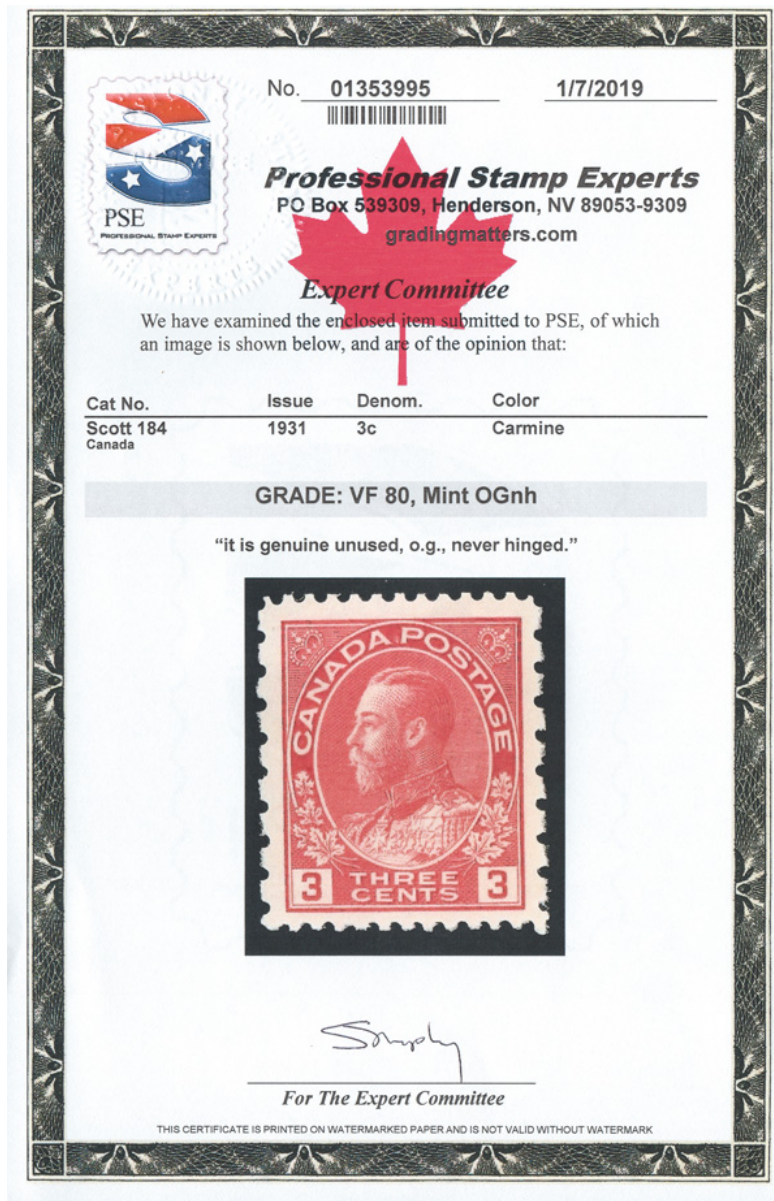 No. 01353995 1/7/2019
PSE
PROFESSIONAL STAMP EXPERTS
Professional Stamp Experts
PO Box 539309, Henderson, NV 89053-9309
gradingmatters.com
Expert Committee
We have examined the enclosed item submitted to PSE, of which
an image is shown below, and are of the opinion that:
Cat No. Issue Denom. Color
Scott 184 1931 3c Carmine
Canada
GRADE: VF 80, Mint OGnh
“it is genuine unused, o.g., never hinged.”
CANADA POSTAGE
3 THREE CENTS 3
For The Expert Committee
THIS CERTIFICATE IS PRINTED ON WATERMARKED PAPER AND IS NOT VALID WITHOUT WATERMARK